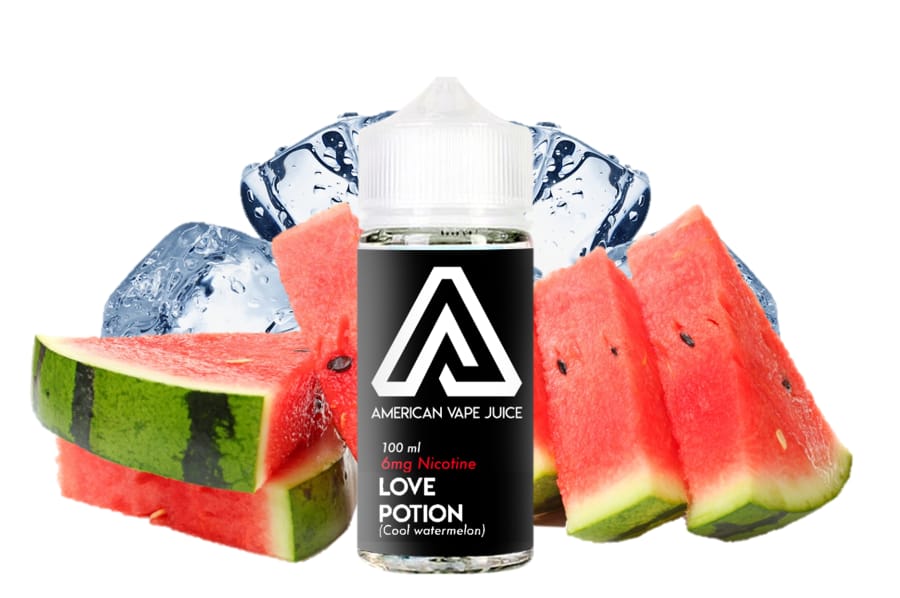 AMERICAN VAPE JUICE
100 ml
6mg Nicotine
LOVE
POTION
(Cool watermelon)